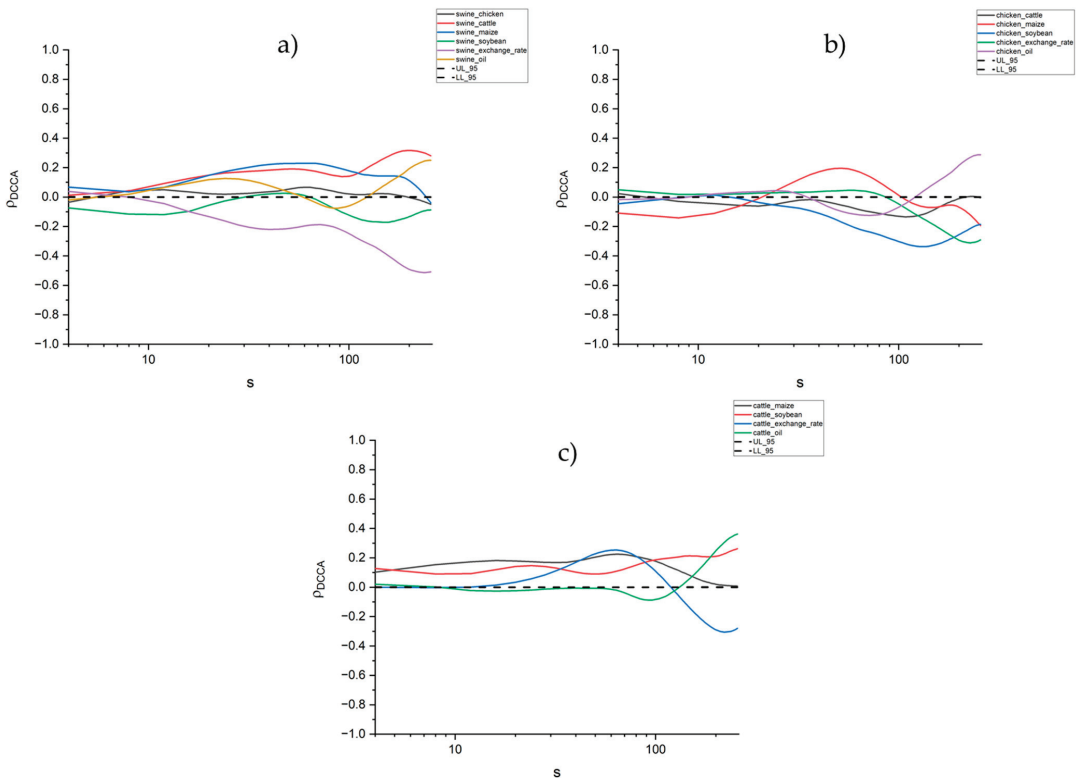 swine_chicken
swine_cattle
swine_maize
swine_soybean
swine_exchange_rate
swine_oil
UL_95
LL_95
a)
1.0
0.8
0.6
0.4
0.2
0.0
−0.2
−0.4
−0.6
−0.8
−1.0
ρDCCA
10
100
s
chicken_cattle
chicken_maize
chicken_soybean
chicken_exchange_rate
chicken_oil
UL_95
LL_95
b)
1.0
0.8
0.6
0.4
0.2
0.0
−0.2
−0.4
−0.6
−0.8
−1.0
ρDCCA
10
100
s
cattle_maize
cattle_soybean
cattle_exchange_rate
cattle_oil
UL_95
LL_95
c)
1.0
0.8
0.6
0.4
0.2
0.0
−0.2
−0.4
−0.6
−0.8
−1.0
ρDCCA
10
100
s